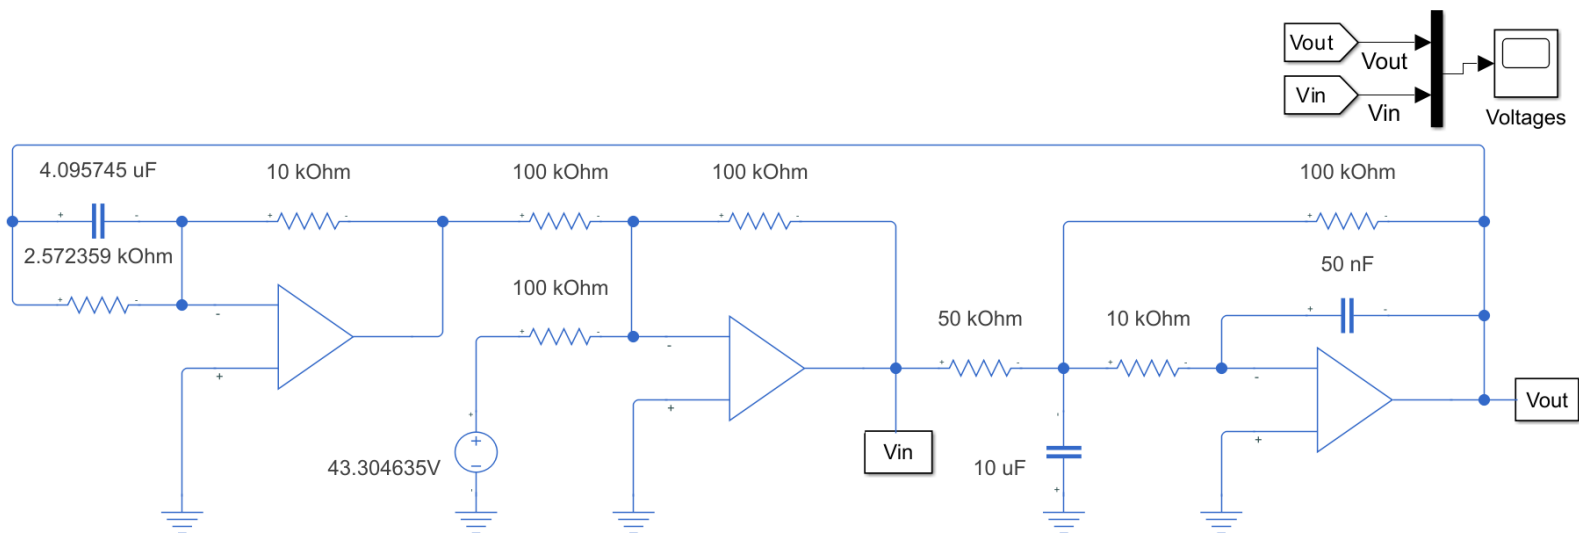 Vout
Vout
Vin
Vin
Voltages
4.095745 uF
10 kOhm
100 kOhm
100 kOhm
100 kOhm
2.572359 kOhm
50 nF
100 kOhm
50 kOhm
10 kOhm
Vout
43.304635V
Vin
10 uF